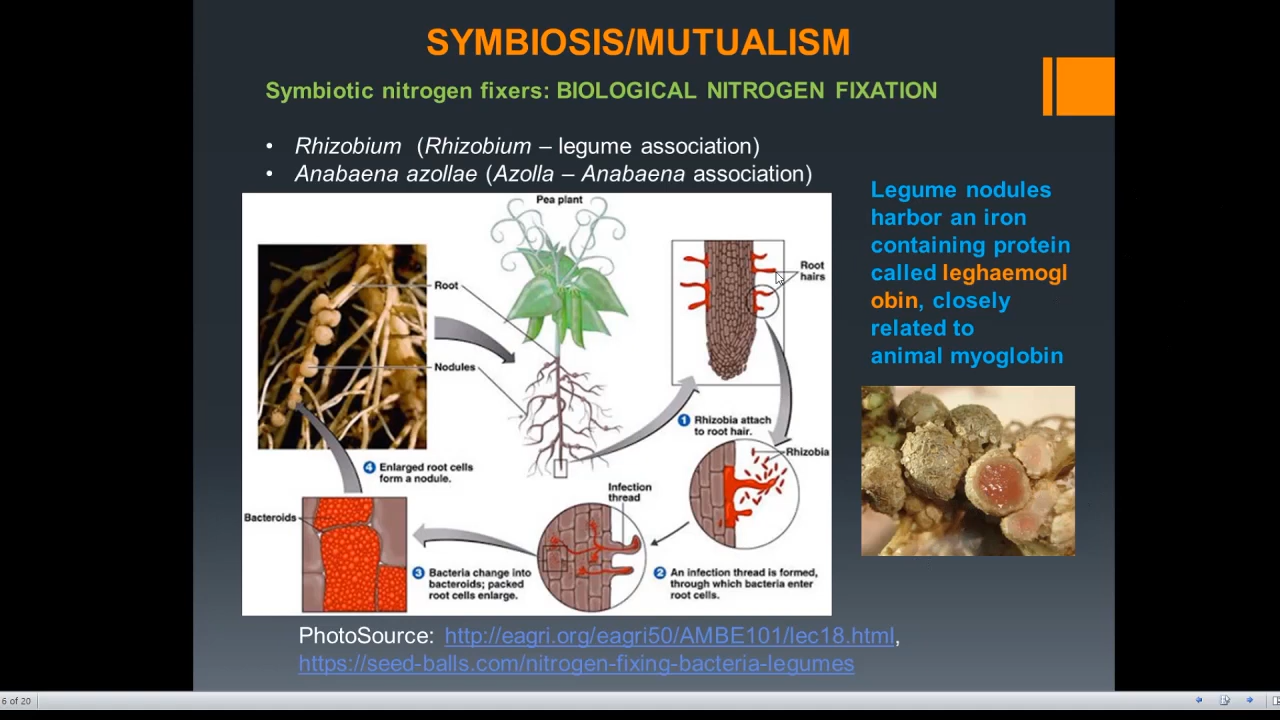 SYMBIOSIS/MUTUALISM
Symbiotic nitrogen fixers: BIOLOGICAL NITROGEN FIXATION
• Rhizobium (Rhizobium – legume association)
• Anabaena azollae (Azolla – Anabaena association)
Legume nodules
harbor an iron
containing protein
called leghaemogl
obin, closely
related to
animal myoglobin
Pea plant
Root
hairs
Root
Nodules
1 Rhizobia attach
to root hair.
Rhizobia
4 Enlarged root cells
form a nodule.
Infection
thread
Bacteroids
3 Bacteria change into
bacteroids; packed
root cells enlarge.
2 An infection thread is formed,
through which bacteria enter
root cells.
PhotoSource: http://eagri.org/eagri50/AMBE101/lec18.html,
https://seed-balls.com/nitrogen-fixing-bacteria-legumes
6 of 20